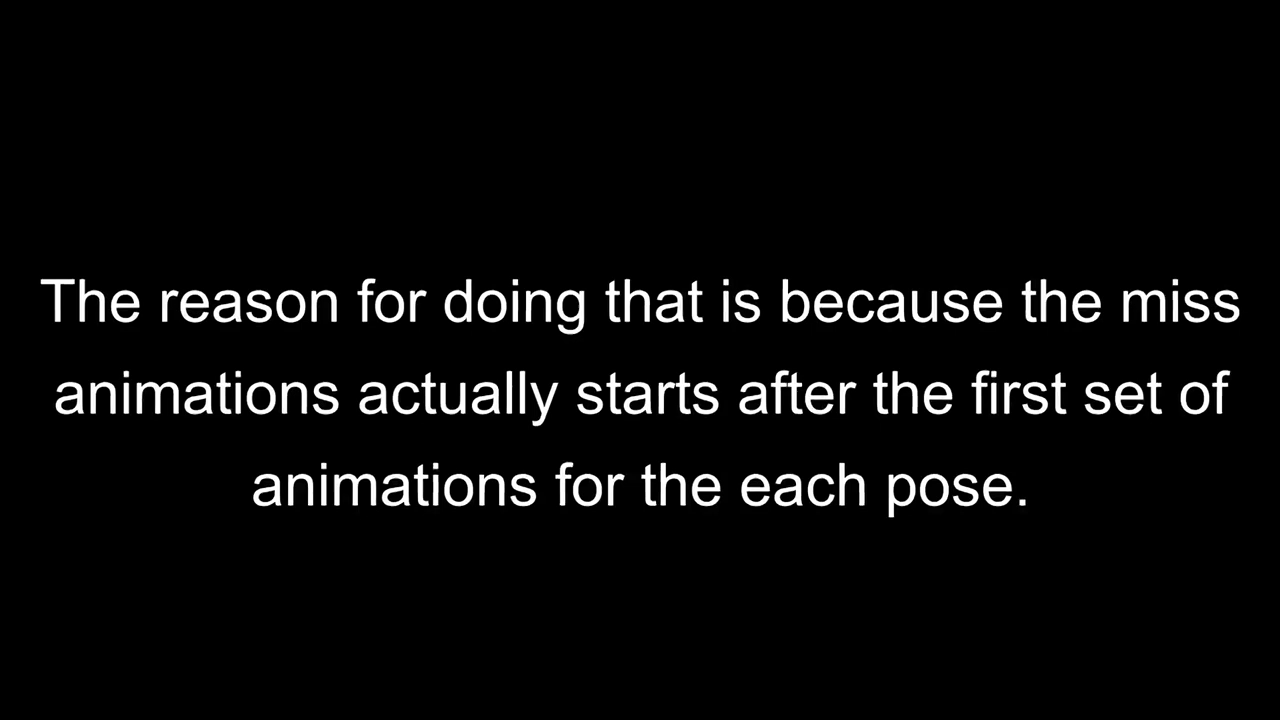 The reason for doing that is because the miss
animations actually starts after the first set of
animations for the each pose.